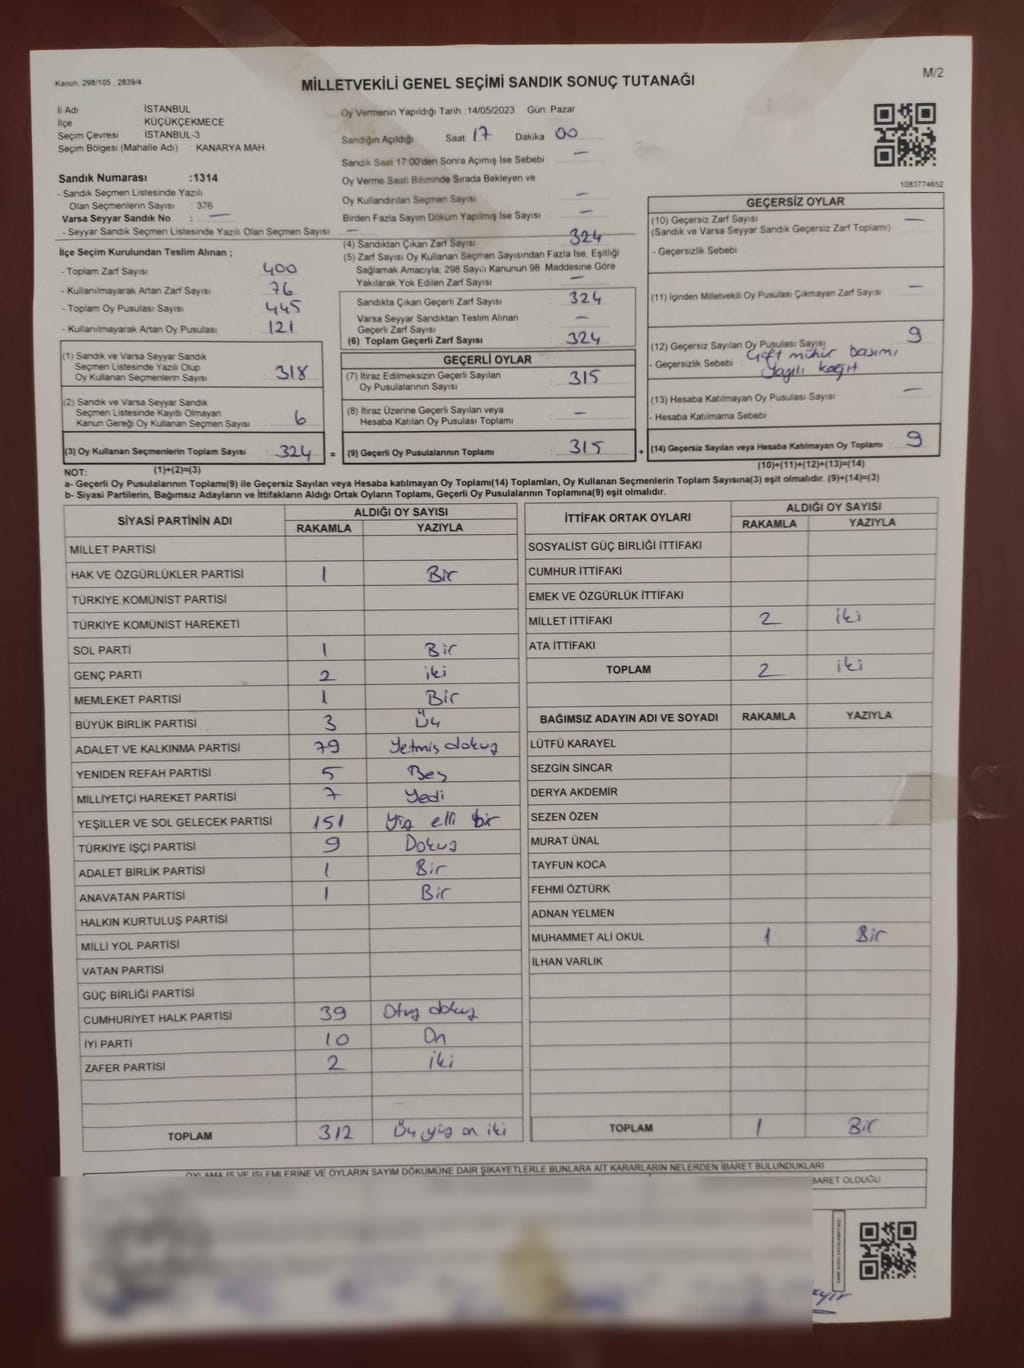 Kanun, 298/105 , 2839/4
MİLLETVEKİLİ GENEL SEÇİMİ SANDIK SONUÇ TUTANAĞI
M/2
İl Adı : İSTANBUL
İlçe : KÜÇÜKÇEKMECE
Seçim Çevresi : İSTANBUL-3
Seçim Bölgesi (Mahalle Adı) : KANARYA MAH.
Sandık Numarası :1314
- Sandık Seçmen Listesinde Yazılı
Olan Seçmenlerin Sayısı : 376
Varsa Seyyar Sandık No : —
- Seyyar Sandık Seçmen Listesinde Yazılı Olan Seçmen Sayısı : —
Oy Vermenin Yapıldığı Tarih :14/05/2023 Gün: Pazar
Sandığın Açıldığı : Saat 17 Dakika 00
Sandık Saat 17:00'den Sonra Açımış İse Sebebi : —
Oy Verme Saati Bitiminde Sırada Bekleyen ve
Oy Kullandırılan Seçmen Sayısı : —
Birden Fazla Sayım Döküm Yapılmış İse Sayısı : —
1083774852
İlçe Seçim Kurulundan Teslim Alınan ;
- Toplam Zarf Sayısı : 400
- Kullanılmayarak Artan Zarf Sayısı : 76
- Toplam Oy Pusulası Sayısı : 445
- Kullanılmayarak Artan Oy Pusulası : 121
(1) Sandık ve Varsa Seyyar Sandık
Seçmen Listesinde Yazılı Olup
Oy Kullanan Seçmenlerin Sayısı : 318
(2) Sandık ve Varsa Seyyar Sandık
Seçmen Listesinde Kayıtlı Olmayan
Kanun Gereği Oy Kullanan Seçmen Sayısı : 6
(3) Oy Kullanan Seçmenlerin Toplam Sayısı : 324 =
(1)+(2)=(3)
(4) Sandıktan Çıkan Zarf Sayısı : 324
(5) Zarf Sayısı Oy Kullanan Seçmen Sayısından Fazla İse, Eşitliği
Sağlamak Amacıyla, 298 Sayılı Kanunun 98. Maddesine Göre
Yakılarak Yok Edilen Zarf Sayısı : —
Sandıkta Çıkan Geçerli Zarf Sayısı : 324
Varsa Seyyar Sandıktan Teslim Alınan
Geçerli Zarf Sayısı : —
(6) Toplam Geçerli Zarf Sayısı : 324
GEÇERLİ OYLAR
(7) İtiraz Edilmeksizin Geçerli Sayılan
Oy Pusulalarının Sayısı : 315
(8) İtiraz Üzerine Geçerli Sayılan veya
Hesaba Katılan Oy Pusulası Toplamı : —
(9) Geçerli Oy Pusulalarının Toplamı : 315 +
GEÇERSİZ OYLAR
(10) Geçersiz Zarf Sayısı : —
(Sandık ve Varsa Seyyar Sandık Geçersiz Zarf Toplamı)
- Geçersizlik Sebebi :
(11) İçinden Milletvekili Oy Pusulası Çıkmayan Zarf Sayısı : —
(12) Geçersiz Sayılan Oy Pusulası Sayısı : 9
- Geçersizlik Sebebi : Çift mühür basımı
Yazılı kağıt
(13) Hesaba Katılmayan Oy Pusulası Sayısı : —
- Hesaba Katılmama Sebebi :
(14) Geçersiz Sayılan veya Hesaba Katılmayan Oy Toplamı : 9
(10)+(11)+(12)+(13)=(14)
NOT:
a- Geçerli Oy Pusulalarının Toplamı(9) ile Geçersiz Sayılan veya Hesaba Katılmayan Oy Toplamı(14) Toplamları, Oy Kullanan Seçmenlerin Toplam Sayısına(3) eşit olmalıdır. (9)+(14)=(3)
b- Siyasi Partilerin, Bağımsız Adayların ve İttifakların Aldığı Ortak Oyların Toplamı, Geçerli Oy Pusulalarının Toplamına(9) eşit olmalıdır.
SİYASİ PARTİNİN ADI ALDIĞI OY SAYISI
RAKAMLA YAZIYLA
MİLLET PARTİSİ
HAK VE ÖZGÜRLÜKLER PARTİSİ 1 Bir
TÜRKİYE KOMÜNİST PARTİSİ
TÜRKİYE KOMÜNİST HAREKETİ
SOL PARTİ 1 Bir
GENÇ PARTİ 2 iki
MEMLEKET PARTİSİ 1 Bir
BÜYÜK BİRLİK PARTİSİ 3 Üç
ADALET VE KALKINMA PARTİSİ 79 Yetmiş dokuz
YENİDEN REFAH PARTİSİ 5 Beş
MİLLİYETÇİ HAREKET PARTİSİ 7 Yedi
YEŞİLLER VE SOL GELECEK PARTİSİ 151 Yüz elli bir
TÜRKİYE İŞÇİ PARTİSİ 9 Dokuz
ADALET BİRLİK PARTİSİ 1 Bir
ANAVATAN PARTİSİ 1 Bir
HALKIN KURTULUŞ PARTİSİ
MİLLİ YOL PARTİSİ
VATAN PARTİSİ
GÜÇ BİRLİĞİ PARTİSİ
CUMHURİYET HALK PARTİSİ 39 Otuz dokuz
İYİ PARTİ 10 On
ZAFER PARTİSİ 2 iki
TOPLAM 312 Üç yüz on iki
İTTİFAK ORTAK OYLARI ALDIĞI OY SAYISI
RAKAMLA YAZIYLA
SOSYALİST GÜÇ BİRLİĞİ İTTİFAKI
CUMHUR İTTİFAKI
EMEK VE ÖZGÜRLÜK İTTİFAKI
MİLLET İTTİFAKI 2 iki
ATA İTTİFAKI
TOPLAM 2 iki
BAĞIMSIZ ADAYIN ADI VE SOYADI RAKAMLA YAZIYLA
LÜTFÜ KARAYEL
SEZGİN SİNCAR
DERYA AKDEMİR
SEZEN ÖZEN
MURAT ÜNAL
TAYFUN KOCA
FEHMİ ÖZTÜRK
ADNAN YELMEN
MUHAMMET ALİ OKUL 1 Bir
İLHAN VARLIK
TOPLAM 1 Bir
OYLAMA İŞ VE İŞLEMLERİNE VE OYLARIN SAYIM DÖKÜMÜNE DAİR ŞİKAYETLERLE BUNLARA AİT KARARLARIN NELERDEN İBARET BULUNDUKLARI
BARET OLDUĞU